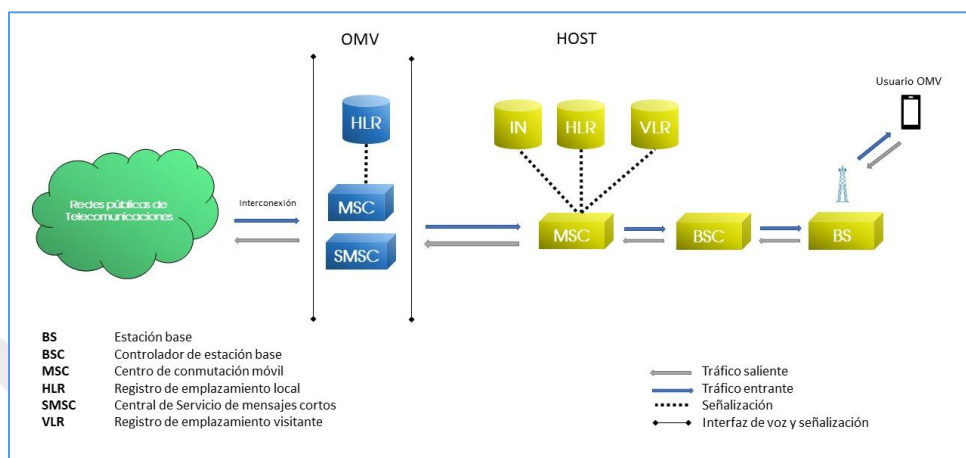 OMV
HOST
Usuario OMV
HLR
IN
HLR
VLR
Redes públicas de
Telecomunicaciones
Interconexión
MSC
SMSC
MSC
BSC
BS
BS Estación base
BSC Controlador de estación base
MSC Centro de conmutación móvil
HLR Registro de emplazamiento local
SMSC Central de Servicio de mensajes cortos
VLR Registro de emplazamiento visitante
Tráfico saliente
Tráfico entrante
Señalización
Interfaz de voz y señalización